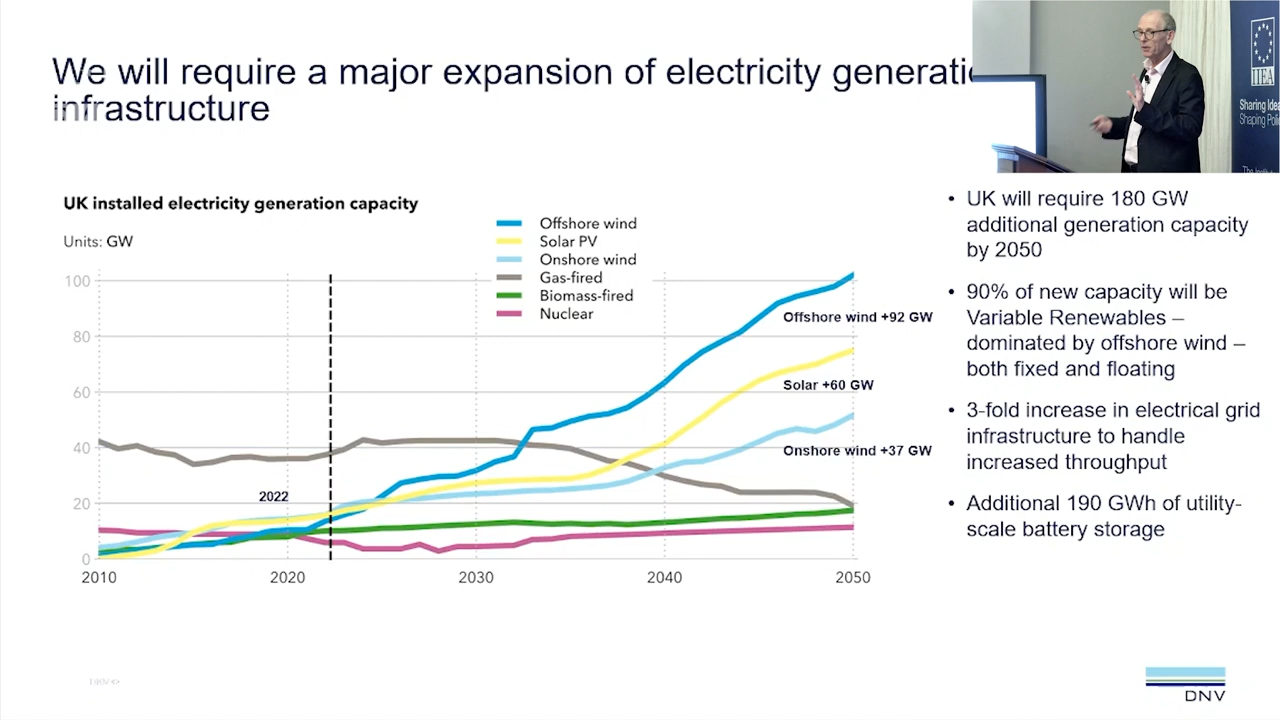 We will require a major expansion of electricity
infrastructure
UK installed electricity generation capacity
Units: GW
Offshore wind
Solar PV
Onshore wind
Gas-fired
Biomass-fired
Nuclear
100
80
60
40
20
0
2022
Offshore wind +92 GW
Solar +60 GW
Onshore wind +37 GW
2010
2020
2030
2040
2050
• UK will require 180 GW
additional generation capacity
by 2050
• 90% of new capacity will be
Variable Renewables –
dominated by offshore wind –
both fixed and floating
• 3-fold increase in electrical grid
infrastructure to handle
increased throughput
• Additional 190 GWh of utility-
scale battery storage
IIEA
Sharing
Shaping
DNV
DNV